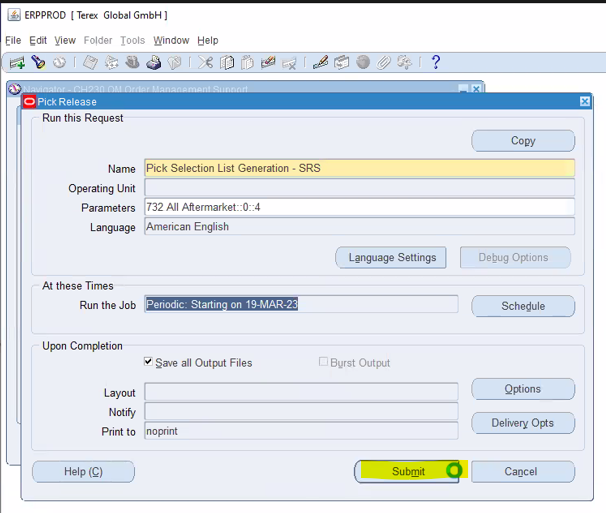 ERPPROD [ Terex Global GmbH ]
File Edit View Folder Tools Window Help
Navigator - CH230 OM Order Management Support
Pick Release
Run this Request
Copy
Name Pick Selection List Generation - SRS
Operating Unit
Parameters 732 All Aftermarket::0::4
Language American English
Language Settings Debug Options
At these Times
Run the Job Periodic: Starting on 19-MAR-23 Schedule
Upon Completion
Save all Output Files Burst Output
Layout Options
Notify
Print to noprint Delivery Opts
Help (C) Submit Cancel